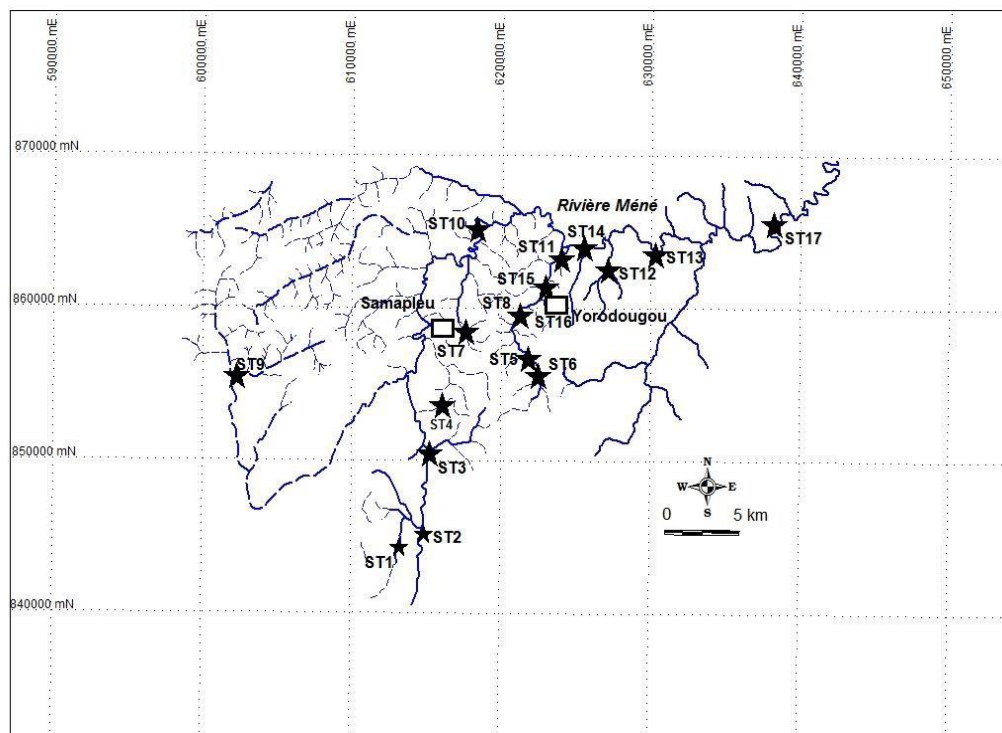 590000 mE
600000 mE
610000 mE
620000 mE
630000 mE
640000 mE
650000 mE
870000 mN
Rivière Méné
ST10
ST14
ST17
ST11
ST13
ST12
ST15
860000 mN
Samapleu
ST8
ST16
Yorodougou
ST7
ST5
ST6
ST9
ST4
850000 mN
ST3
N
W
E
S
0
5 km
ST2
ST1
840000 mN